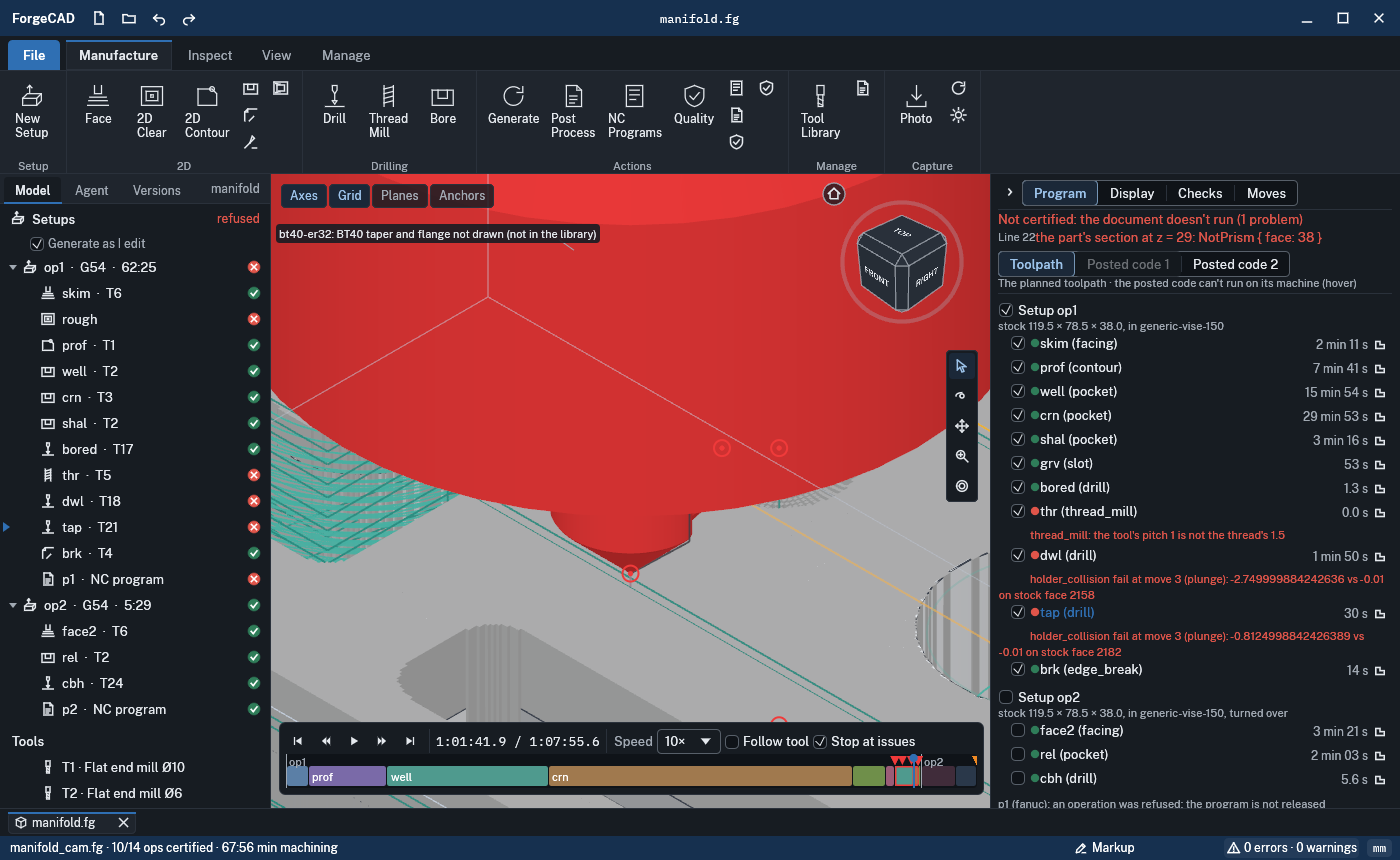 ForgeCAD
manifold.fg
File
Manufacture
Inspect
View
Manage
New Setup
Face
2D Clear
2D Contour
Drill
Thread Mill
Bore
Generate
Post Process
NC Programs
Quality
Tool Library
Photo
Setup
2D
Drilling
Actions
Manage
Capture
Model
Agent
Versions
manifold
Setups
refused
Generate as I edit
op1 · G54 · 62:25
skim · T6
rough
prof · T1
well · T2
crn · T3
shal · T2
bored · T17
thr · T5
dwl · T18
tap · T21
brk · T4
p1 · NC program
op2 · G54 · 5:29
face2 · T6
rel · T2
cbh · T24
p2 · NC program
Tools
T1 · Flat end mill Ø10
T2 · Flat end mill Ø6
Axes
Grid
Planes
Anchors
bt40-er32: BT40 taper and flange not drawn (not in the library)
TOP
FRONT
RIGHT
1:01:41.9 / 1:07:55.6
Speed
10×
Follow tool
Stop at issues
op1
op2
prof
well
crn
Program
Display
Checks
Moves
Not certified: the document doesn't run (1 problem)
Line 22the part's section at z = 29: NotPrism { face: 38 }
Toolpath
Posted code 1
Posted code 2
The planned toolpath · the posted code can't run on its machine (hover)
Setup op1
stock 119.5 × 78.5 × 38.0, in generic-vise-150
skim (facing) 2 min 11 s
prof (contour) 7 min 41 s
well (pocket) 15 min 54 s
crn (pocket) 29 min 53 s
shal (pocket) 3 min 16 s
grv (slot) 53 s
bored (drill) 1.3 s
thr (thread_mill) 0.0 s
thread_mill: the tool's pitch 1 is not the thread's 1.5
dwl (drill) 1 min 50 s
holder_collision fail at move 3 (plunge): -2.749999884242636 vs -0.01
on stock face 2158
tap (drill) 30 s
holder_collision fail at move 3 (plunge): -0.8124998842426389 vs
-0.01 on stock face 2182
brk (edge_break) 14 s
Setup op2
stock 119.5 × 78.5 × 38.0, in generic-vise-150, turned over
face2 (facing) 3 min 21 s
rel (pocket) 2 min 03 s
cbh (drill) 5.6 s
p1 (fanuc): an operation was refused; the program is not released
manifold.fg
manifold_cam.fg · 10/14 ops certified · 67:56 min machining
Markup
0 errors · 0 warnings
mm